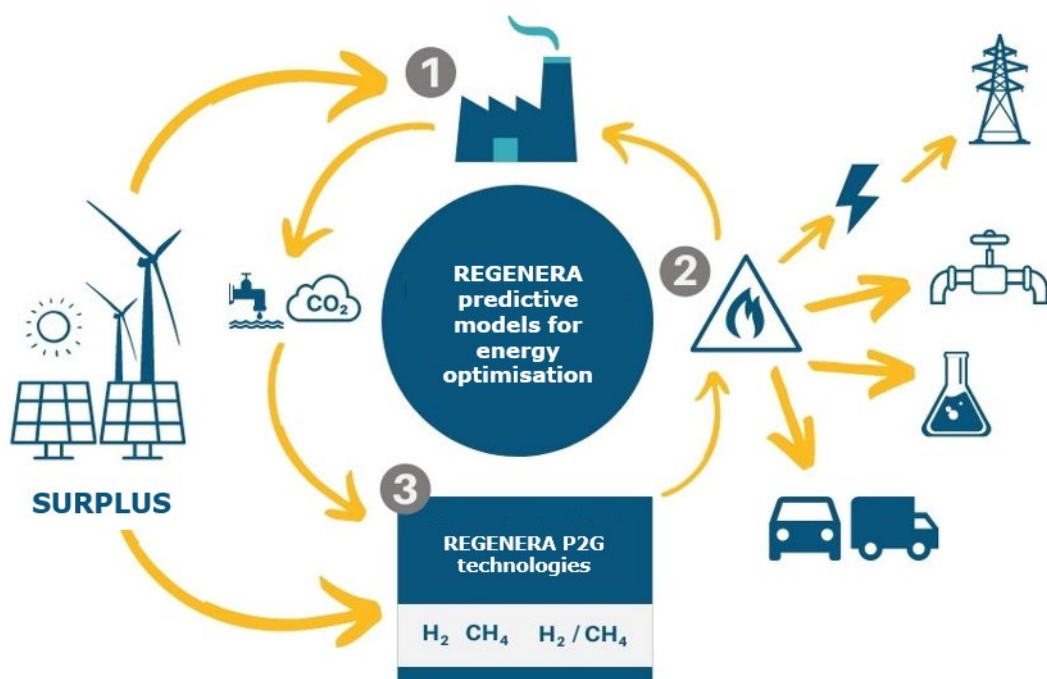 1
REGENERA
predictive
models for
energy
optimisation
2
CO₂
SURPLUS
3
REGENERA P2G
technologies
H₂ CH₄ H₂ / CH₄